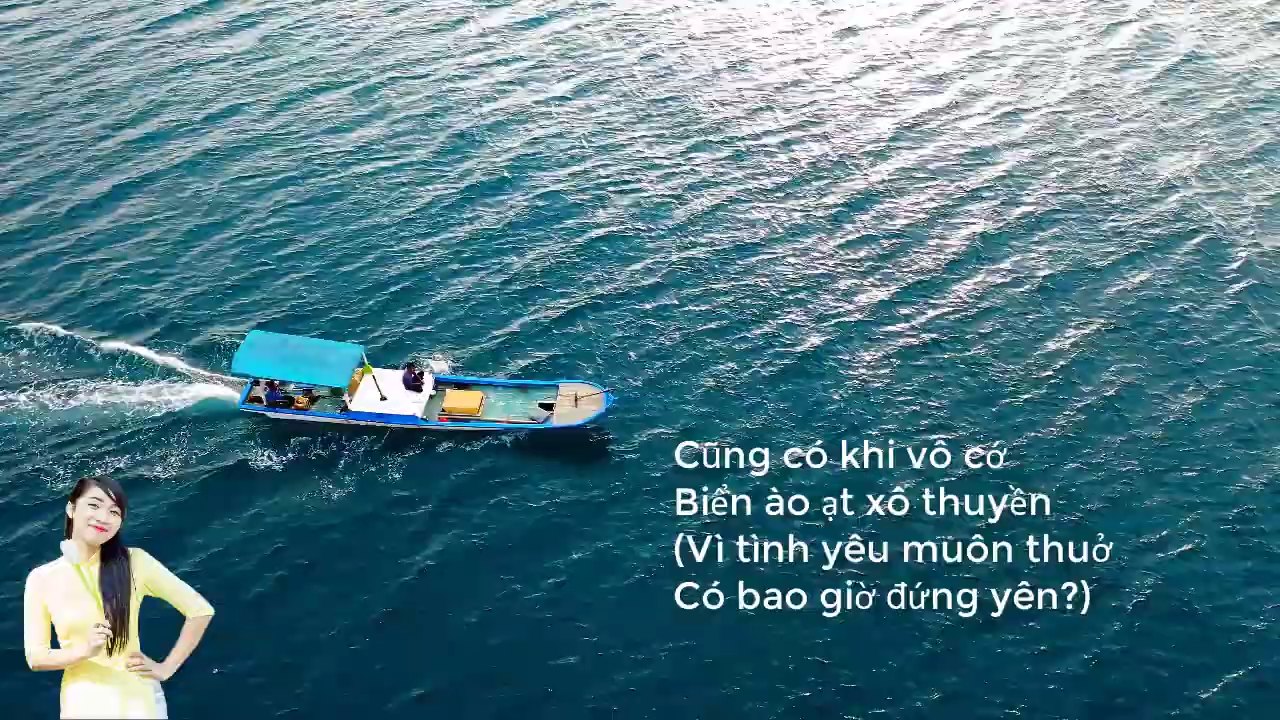 Cũng có khi vô cớ
Biển ào ạt xô thuyền
(Vì tình yêu muôn thuở
Có bao giờ đứng yên?)